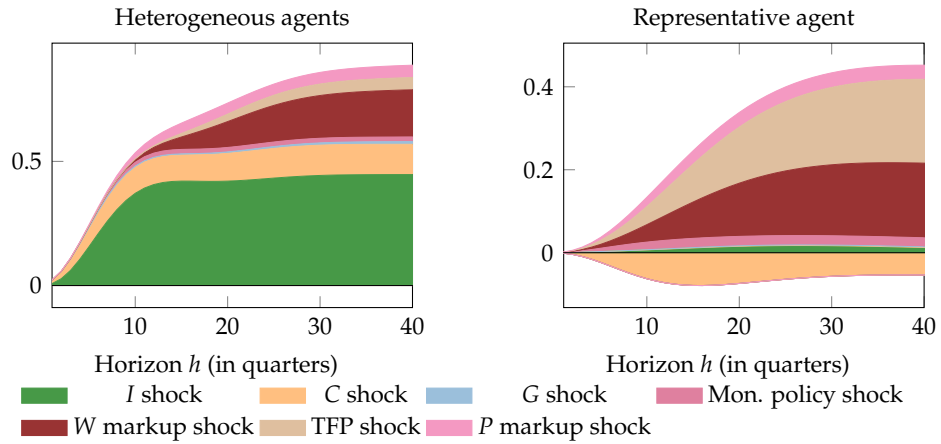 Heterogeneous agents
Representative agent
0.5
0
10 20 30 40
Horizon h (in quarters)
0.4
0.2
0
10 20 30 40
Horizon h (in quarters)
I shock C shock G shock Mon. policy shock
W markup shock TFP shock P markup shock